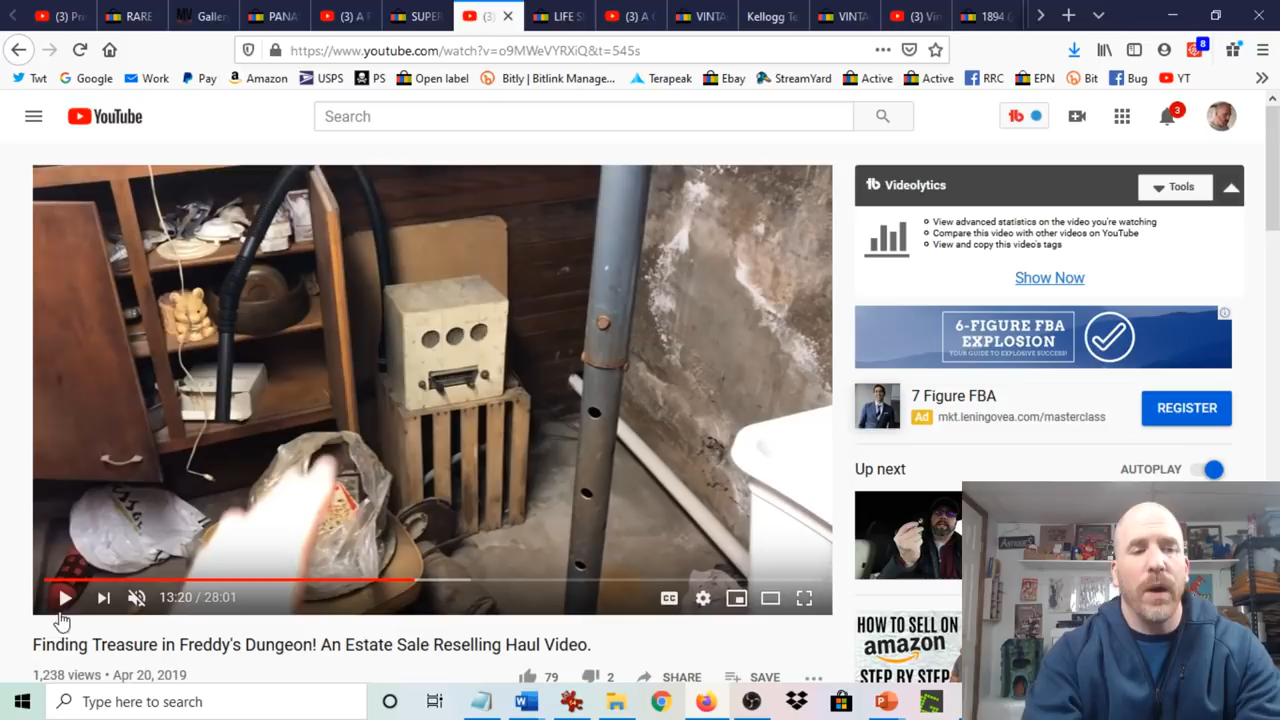 (3) Pri
RARE
Galler
PANA
(3) A F
SUPER
(3)
LIFE S
(3) A C
VINTA
Kellogg Te
VINTA
(3) Vin
1894 (
https://www.youtube.com/watch?v=o9MWeVYRXiQ&t=545s
8
Twt
Google
Work
Pay
Amazon
USPS
PS
Open label
Bitly | Bitlink Manage...
Terapeak
Ebay
StreamYard
Active
Active
RRC
EPN
Bit
Bug
YT
YouTube
Search
3
Videolytics
Tools
View advanced statistics on the video you're watching
Compare this video with other videos on YouTube
View and copy this video's tags
Show Now
6-FIGURE FBA
EXPLOSION
YOUR GUIDE TO EXPLOSIVE SUCCESS!
7 Figure FBA
Ad mkt.leningovea.com/masterclass
REGISTER
Up next
AUTOPLAY
13:20 / 28:01
CC
Finding Treasure in Freddy's Dungeon! An Estate Sale Reselling Haul Video.
1,238 views • Apr 20, 2019
79
2
SHARE
SAVE
HOW TO SELL ON
amazon
STEP BY STEP
ANTIQUES
Type here to search